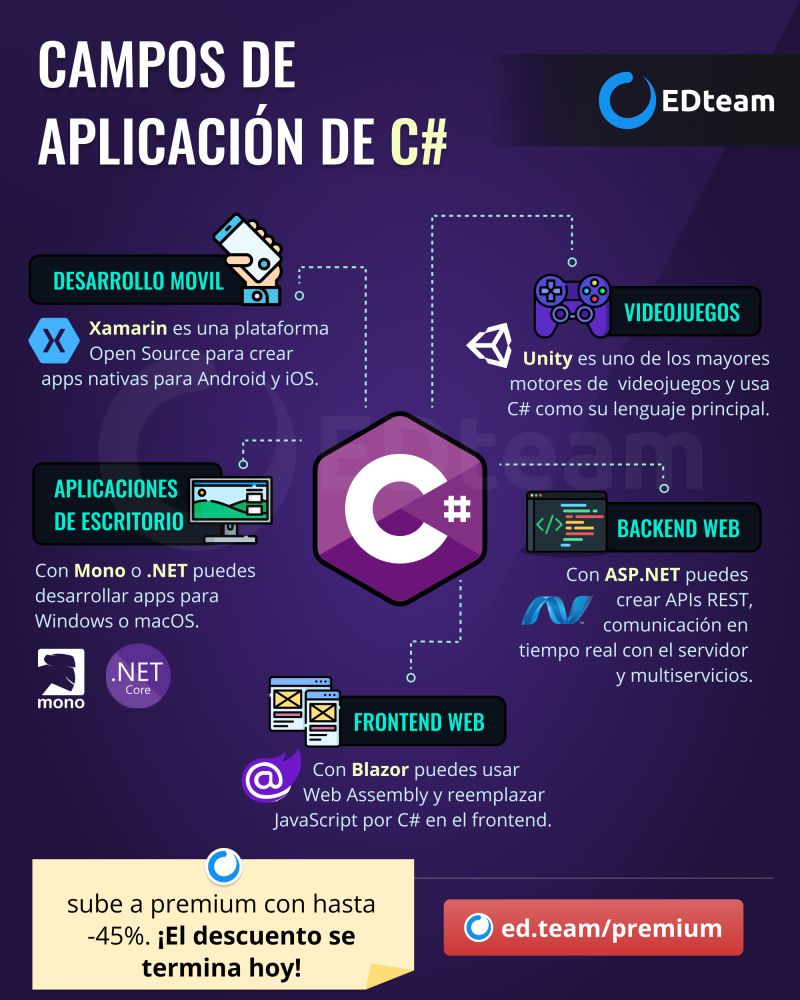 CAMPOS DE
APLICACIÓN DE C#
EDteam
DESARROLLO MOVIL
Xamarin es una plataforma
Open Source para crear
apps nativas para Android y iOS.
VIDEOJUEGOS
Unity es uno de los mayores
motores de videojuegos y usa
C# como su lenguaje principal.
EDteam
C#
APLICACIONES
DE ESCRITORIO
Con Mono o .NET puedes
desarrollar apps para
Windows o macOS.
mono
.NET
Core
</>
BACKEND WEB
Con ASP.NET puedes
crear APIs REST,
comunicación en
tiempo real con el servidor
y multiservicios.
FRONTEND WEB
@
Con Blazor puedes usar
Web Assembly y reemplazar
JavaScript por C# en el frontend.
sube a premium con hasta
-45%. ¡El descuento se
termina hoy!
ed.team/premium